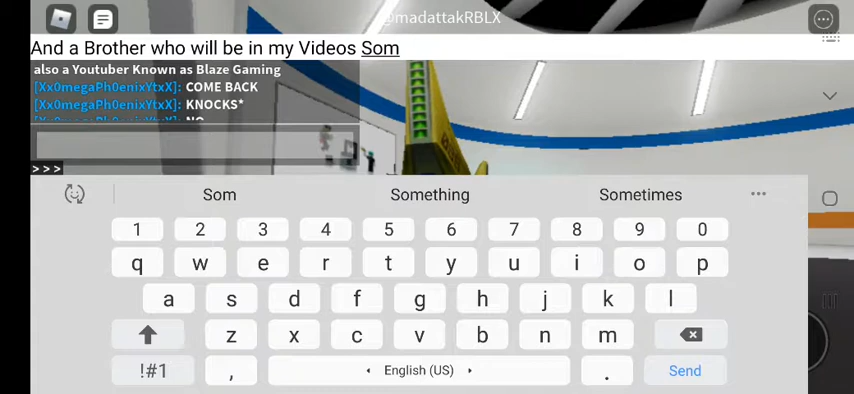 @madattakRBLX
And a Brother who will be in my Videos Som
also a Youtuber Known as Blaze Gaming
[Xx0megaPh0enixYtxX]: COME BACK
[Xx0megaPh0enixYtxX]: KNOCKS*
[Xx0megaPh0enixYtxX]: NO
>>>
Som Something Sometimes
1 2 3 4 5 6 7 8 9 0
q w e r t y u i o p
a s d f g h j k l
z x c v b n m
!#1 , English (US) . Send